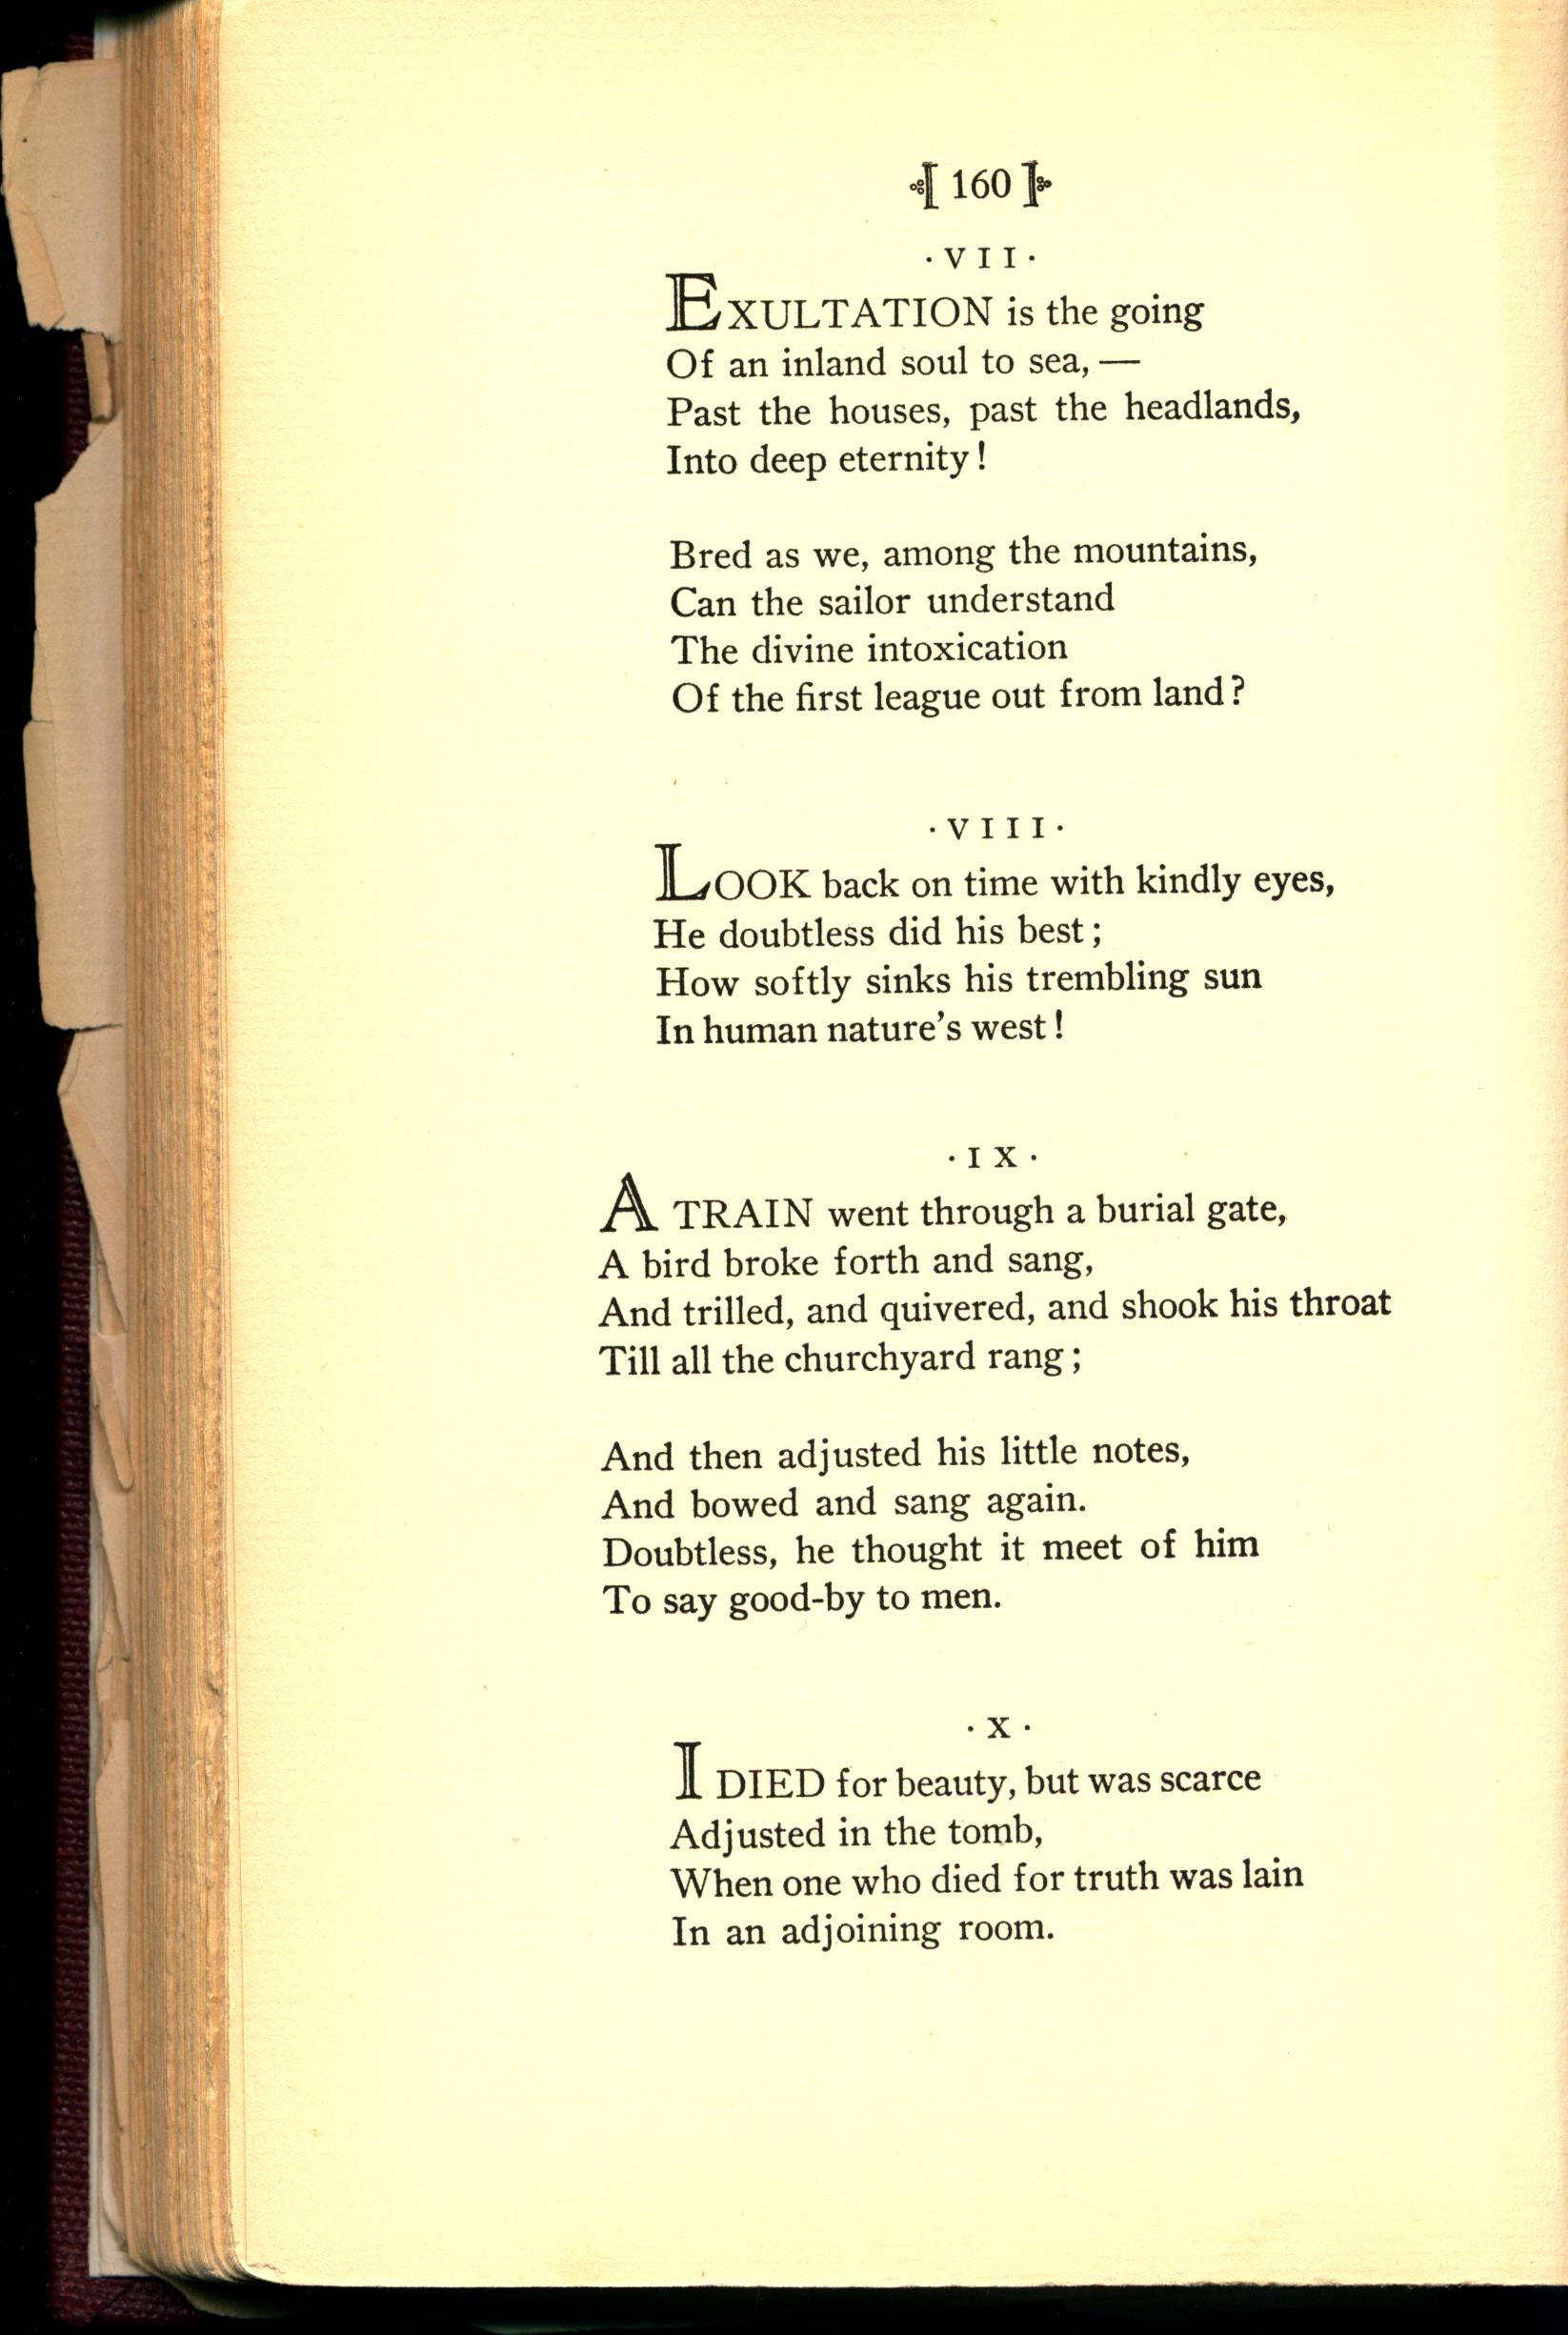 [ 160 ]
· V I I ·
EXULTATION is the going
Of an inland soul to sea, —
Past the houses, past the headlands,
Into deep eternity!
Bred as we, among the mountains,
Can the sailor understand
The divine intoxication
Of the first league out from land?
· V I I I ·
LOOK back on time with kindly eyes,
He doubtless did his best;
How softly sinks his trembling sun
In human nature's west!
· I X ·
A TRAIN went through a burial gate,
A bird broke forth and sang,
And trilled, and quivered, and shook his throat
Till all the churchyard rang;
And then adjusted his little notes,
And bowed and sang again.
Doubtless, he thought it meet of him
To say good-by to men.
· X ·
I DIED for beauty, but was scarce
Adjusted in the tomb,
When one who died for truth was lain
In an adjoining room.